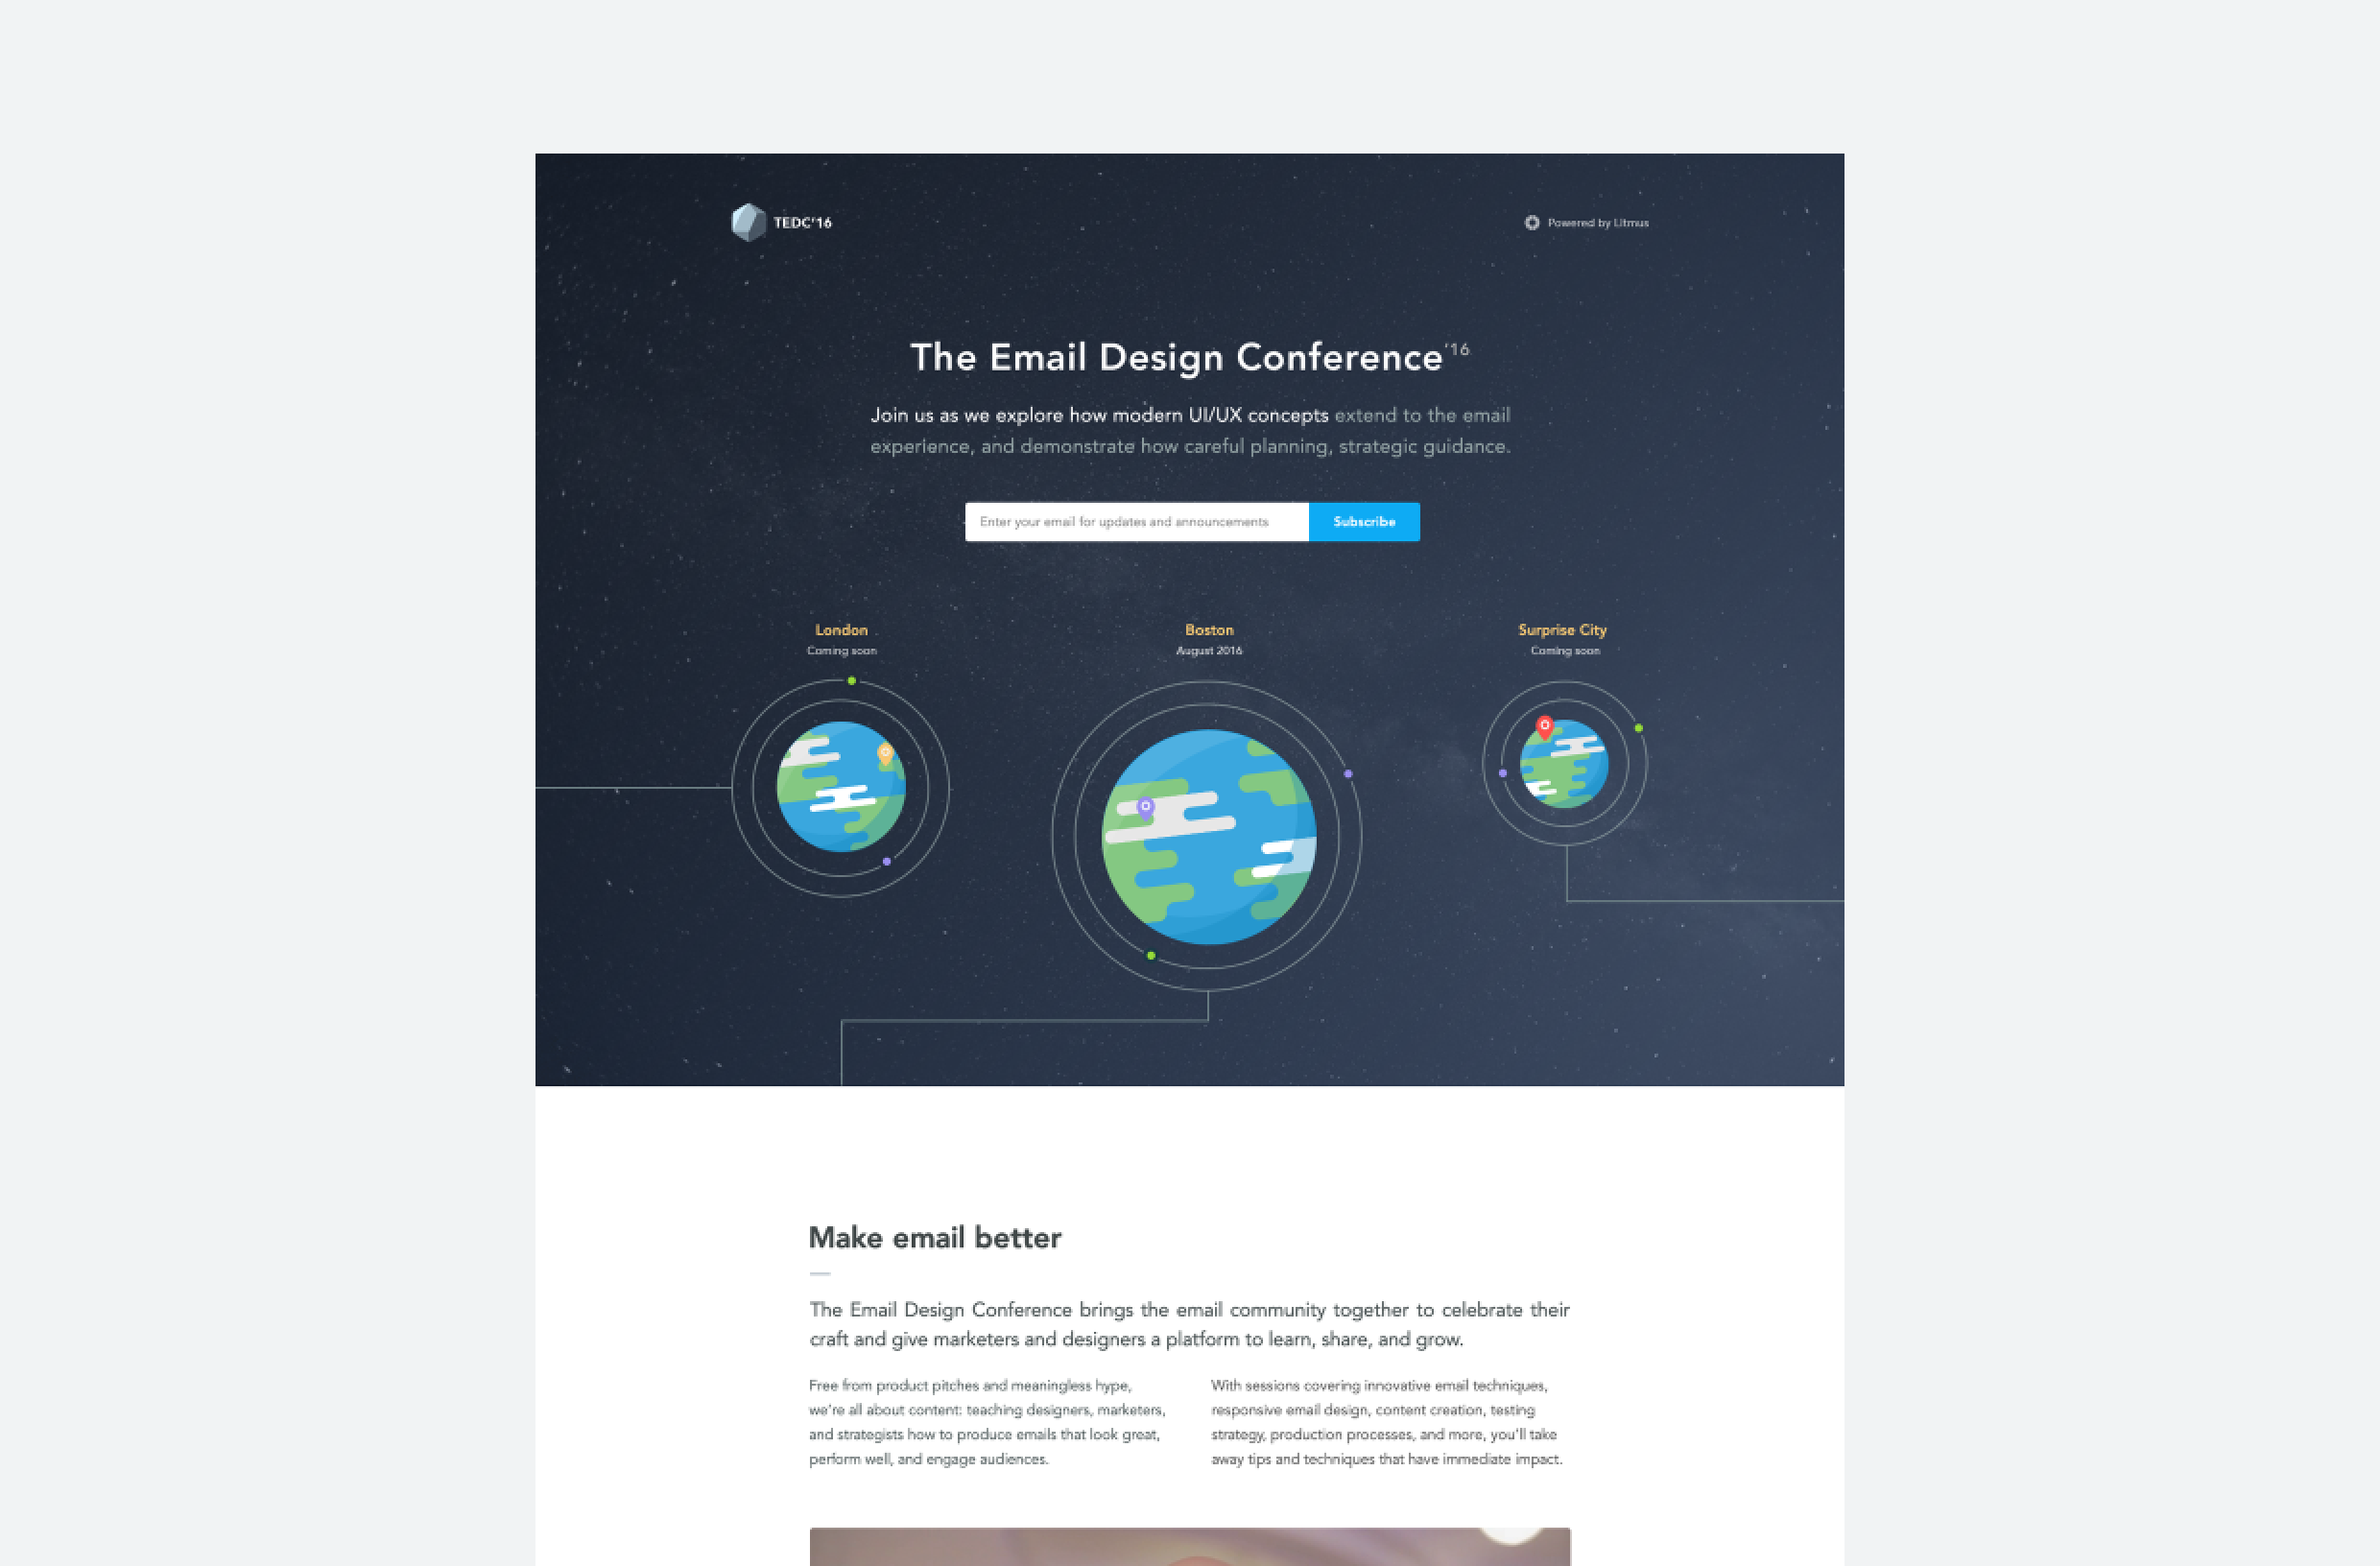 TEDC'16
Powered by Litmus
The Email Design Conference'16
Join us as we explore how modern UI/UX concepts extend to the email
experience, and demonstrate how careful planning, strategic guidance.
Enter your email for updates and announcements
Subscribe
London
Coming soon
Boston
August 2016
Surprise City
Coming soon
Make email better
The Email Design Conference brings the email community together to celebrate their
craft and give marketers and designers a platform to learn, share, and grow.
Free from product pitches and meaningless hype,
we're all about content: teaching designers, marketers,
and strategists how to produce emails that look great,
perform well, and engage audiences.
With sessions covering innovative email techniques,
responsive email design, content creation, testing
strategy, production processes, and more, you'll take
away tips and techniques that have immediate impact.